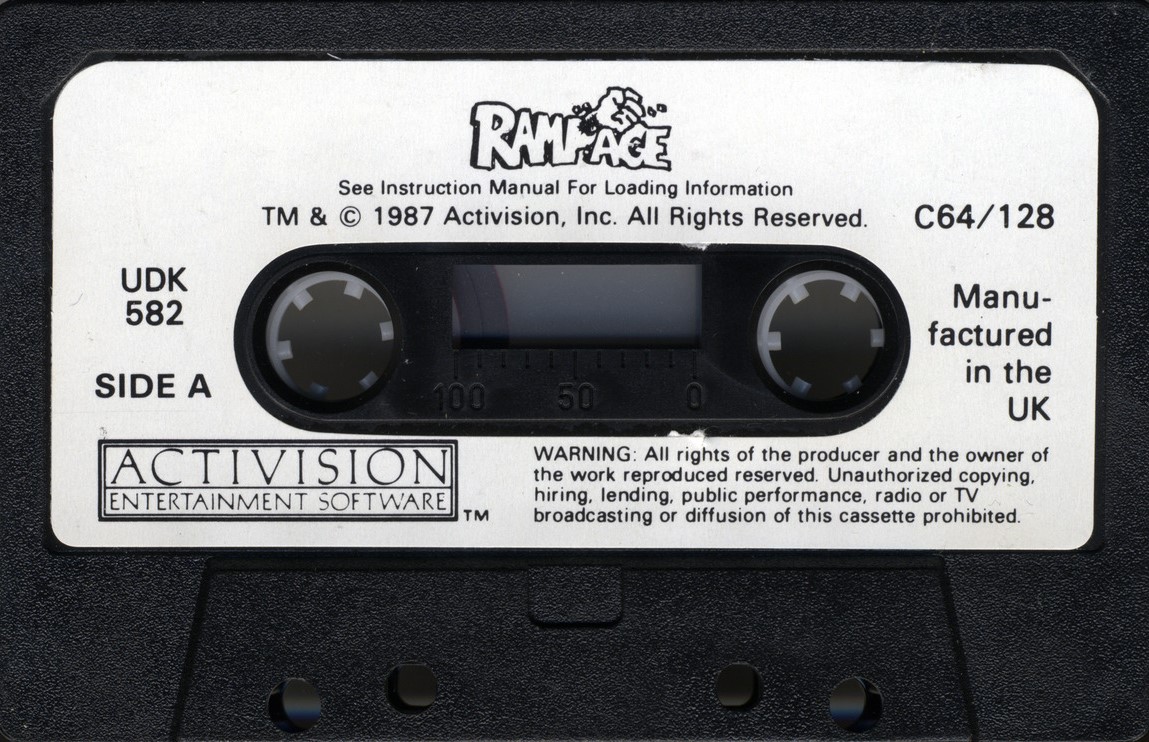 RAMPAGE
See Instruction Manual For Loading Information
TM & © 1987 Activision, Inc. All Rights Reserved.
C64/128
UDK
582
SIDE A
100 50 0
Manu-
factured
in the
UK
ACTIVISION
ENTERTAINMENT SOFTWARE
TM
WARNING: All rights of the producer and the owner of
the work reproduced reserved. Unauthorized copying,
hiring, lending, public performance, radio or TV
broadcasting or diffusion of this cassette prohibited.